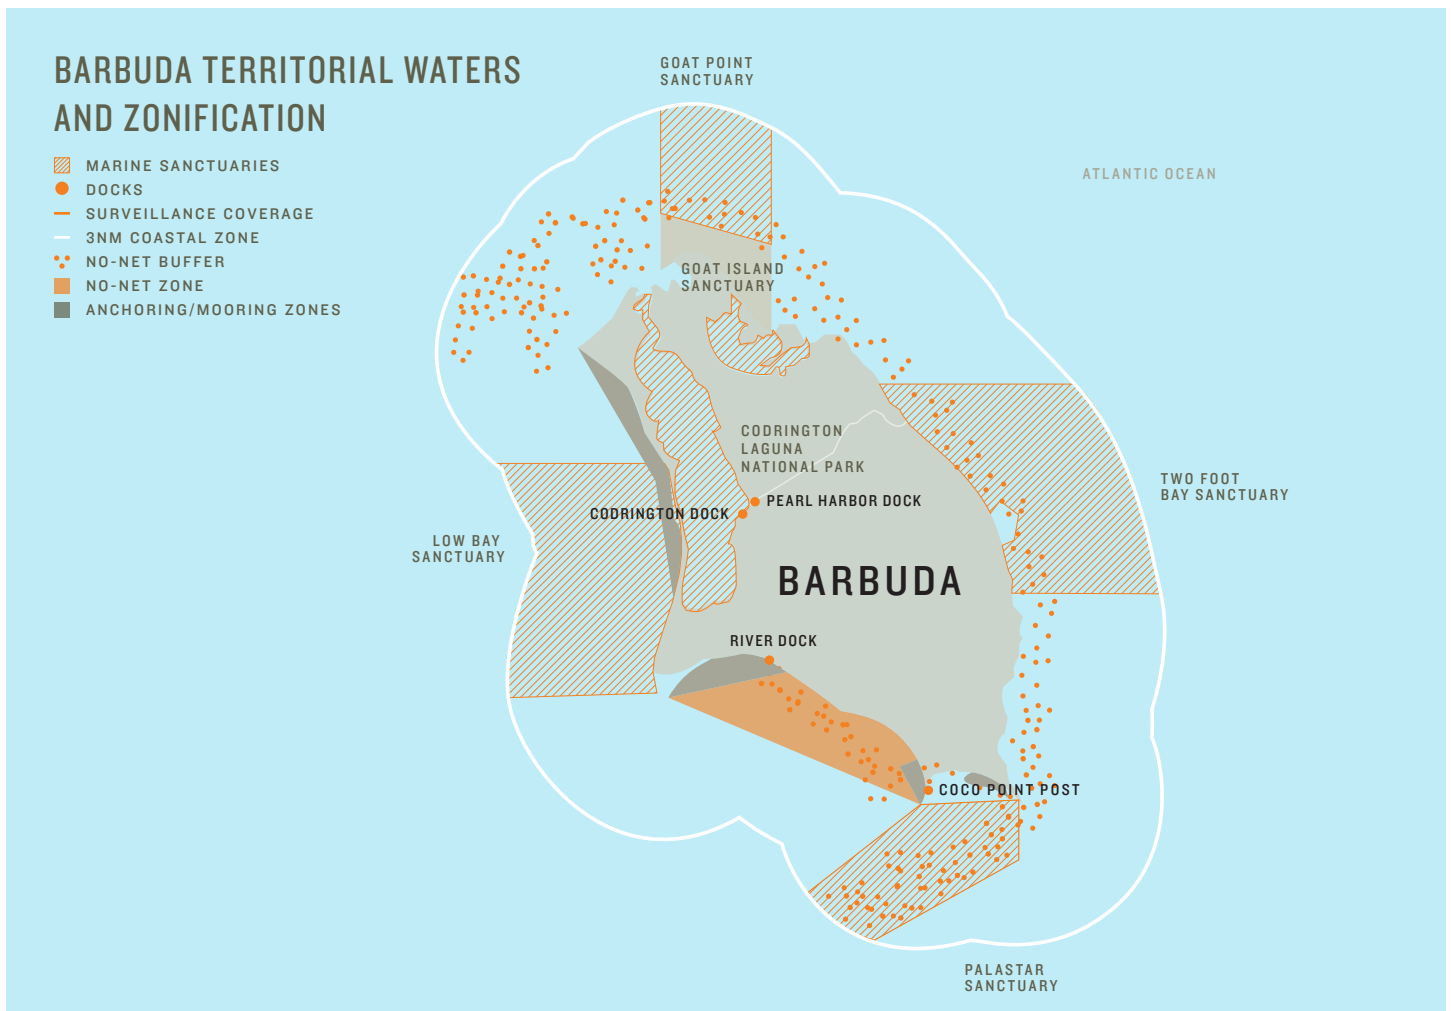 BARBUDA TERRITORIAL WATERS
AND ZONIFICATION
MARINE SANCTUARIES
DOCKS
SURVEILLANCE COVERAGE
3NM COASTAL ZONE
NO-NET BUFFER
NO-NET ZONE
ANCHORING/MOORING ZONES
GOAT POINT
SANCTUARY
ATLANTIC OCEAN
GOAT ISLAND
SANCTUARY
CODRINGTON
LAGUNA
NATIONAL PARK
TWO FOOT
BAY SANCTUARY
PEARL HARBOR DOCK
CODRINGTON DOCK
LOW BAY
SANCTUARY
BARBUDA
RIVER DOCK
COCO POINT POST
PALASTAR
SANCTUARY